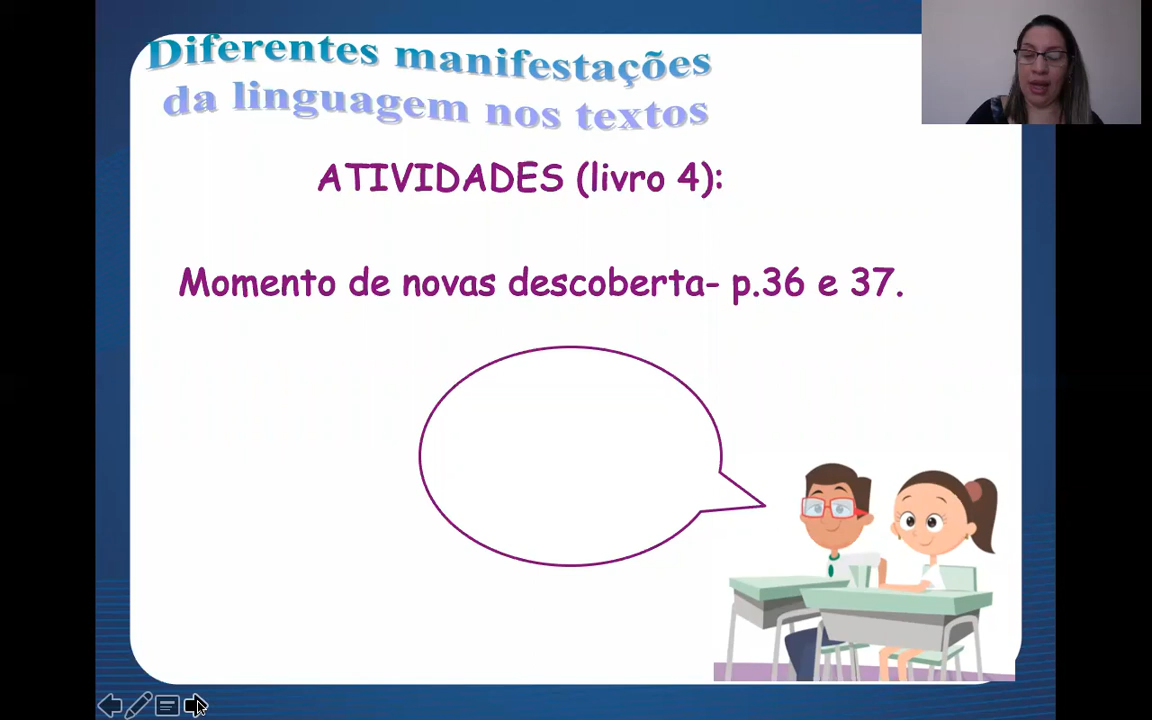 Diferentes manifestações
da linguagem nos textos
ATIVIDADES (livro 4):
Momento de novas descoberta- p.36 e 37.